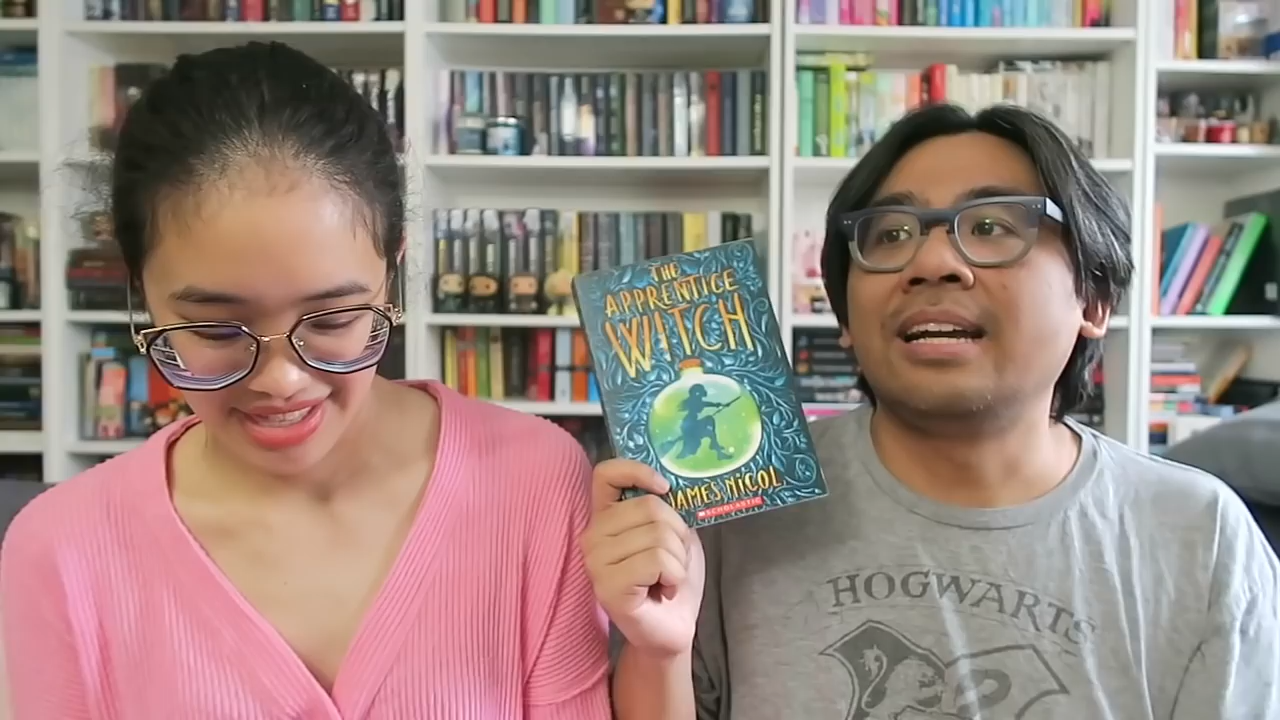 THE
APPRENTICE
WITCH
JAMES NICOL
SCHOLASTIC
HOGWARTS